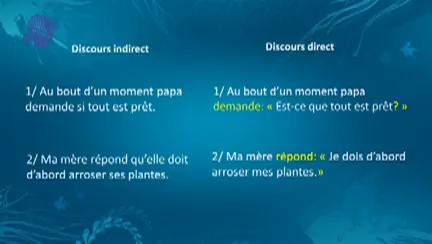 Discours indirect
Discours direct
1/ Au bout d'un moment papa
demande si tout est prêt.
1/ Au bout d'un moment papa
demande: « Est-ce que tout est prêt? »
2/ Ma mère répond qu'elle doit
d'abord arroser ses plantes.
2/ Ma mère répond: « Je dois d'abord
arroser mes plantes.»